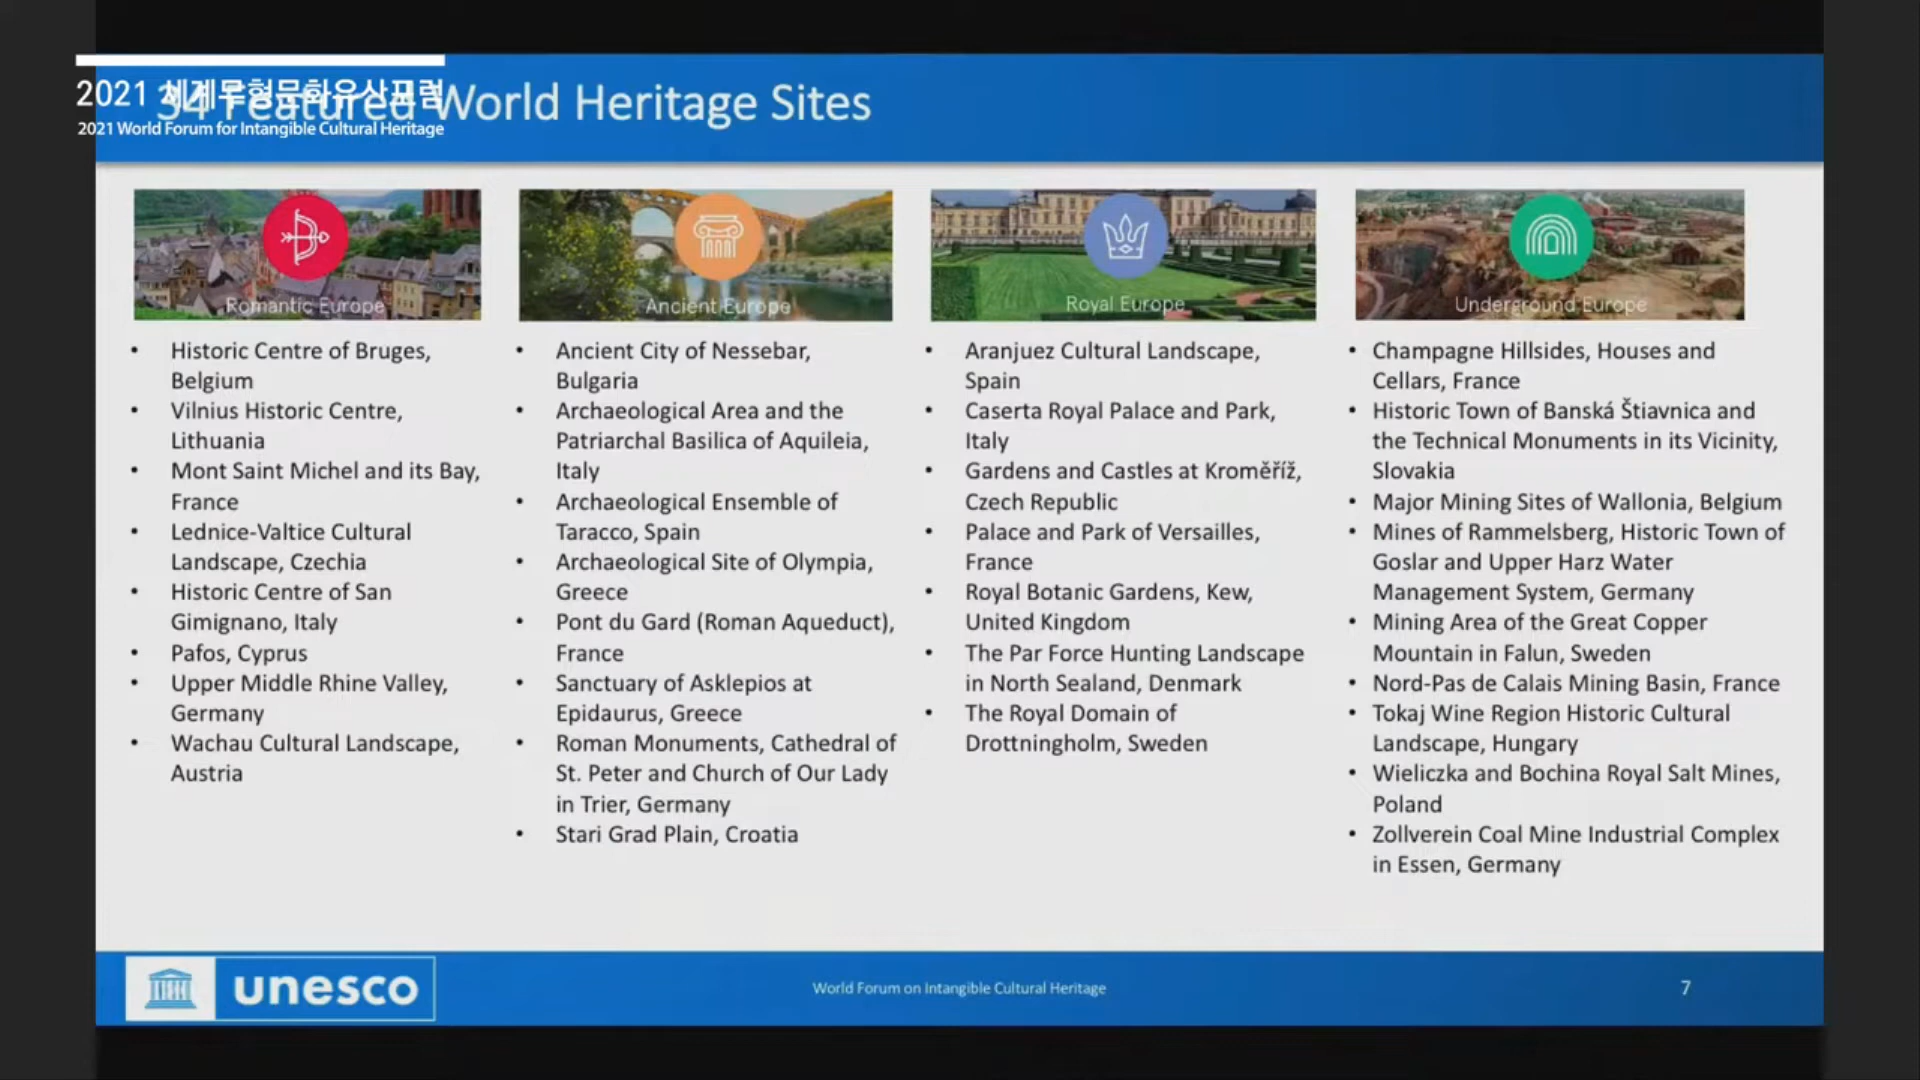 2021 세계무형문화유산포럼
2021 World Forum for Intangible Cultural Heritage
34 Featured World Heritage Sites
Romantic Europe
Historic Centre of Bruges,
Belgium
Vilnius Historic Centre,
Lithuania
Mont Saint Michel and its Bay,
France
Lednice-Valtice Cultural
Landscape, Czechia
Historic Centre of San
Gimignano, Italy
Pafos, Cyprus
Upper Middle Rhine Valley,
Germany
Wachau Cultural Landscape,
Austria
Ancient Europe
Ancient City of Nessebar,
Bulgaria
Archaeological Area and the
Patriarchal Basilica of Aquileia,
Italy
Archaeological Ensemble of
Taracco, Spain
Archaeological Site of Olympia,
Greece
Pont du Gard (Roman Aqueduct),
France
Sanctuary of Asklepios at
Epidaurus, Greece
Roman Monuments, Cathedral of
St. Peter and Church of Our Lady
in Trier, Germany
Stari Grad Plain, Croatia
Royal Europe
Aranjuez Cultural Landscape,
Spain
Caserta Royal Palace and Park,
Italy
Gardens and Castles at Kroměříž,
Czech Republic
Palace and Park of Versailles,
France
Royal Botanic Gardens, Kew,
United Kingdom
The Par Force Hunting Landscape
in North Sealand, Denmark
The Royal Domain of
Drottningholm, Sweden
Underground Europe
Champagne Hillsides, Houses and
Cellars, France
Historic Town of Banská Štiavnica and
the Technical Monuments in its Vicinity,
Slovakia
Major Mining Sites of Wallonia, Belgium
Mines of Rammelsberg, Historic Town of
Goslar and Upper Harz Water
Management System, Germany
Mining Area of the Great Copper
Mountain in Falun, Sweden
Nord-Pas de Calais Mining Basin, France
Tokaj Wine Region Historic Cultural
Landscape, Hungary
Wieliczka and Bochina Royal Salt Mines,
Poland
Zollverein Coal Mine Industrial Complex
in Essen, Germany
unesco
World Forum on Intangible Cultural Heritage
7